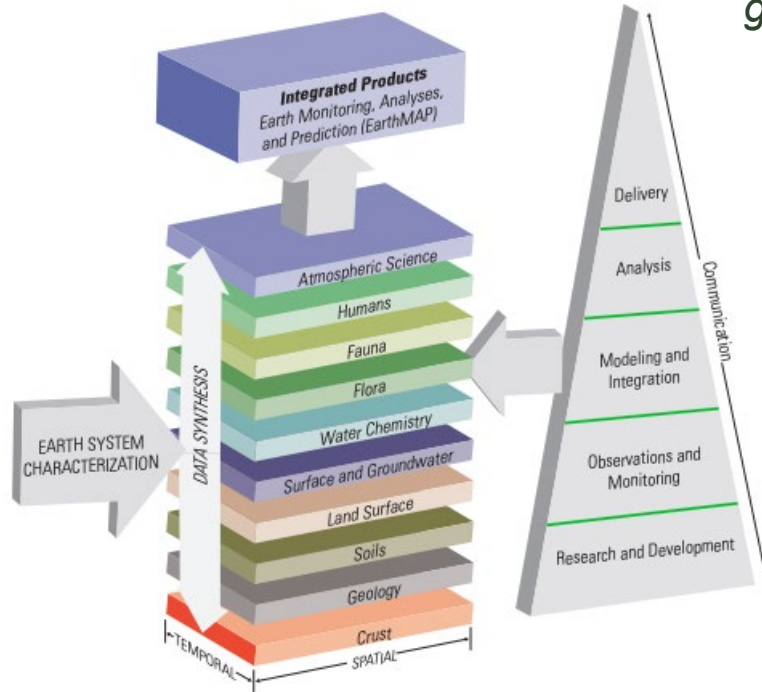 g
Integrated Products
Earth Monitoring, Analyses,
and Prediction (EarthMAP)
Atmospheric Science
Humans
Fauna
Flora
Water Chemistry
Surface and Groundwater
Land Surface
Soils
Geology
Crust
DATA SYNTHESIS
EARTH SYSTEM
CHARACTERIZATION
TEMPORAL
SPATIAL
Delivery
Analysis
Modeling and
Integration
Observations and
Monitoring
Research and Development
Communication